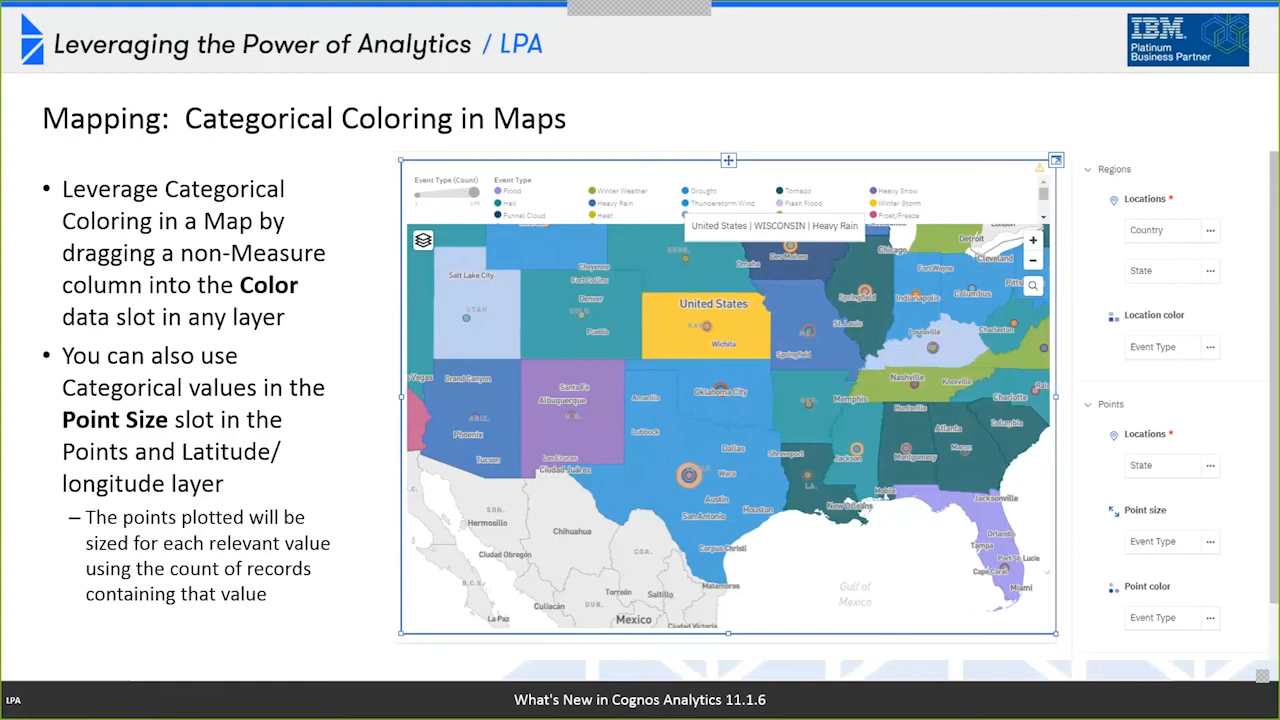 Leveraging the Power of Analytics / LPA
IBM
Platinum
Business Partner
Mapping: Categorical Coloring in Maps
• Leverage Categorical
Coloring in a Map by
dragging a non-Measure
column into the Color
data slot in any layer
• You can also use
Categorical values in the
Point Size slot in the
Points and Latitude/
longitude layer
– The points plotted will be
sized for each relevant value
using the count of records
containing that value
Event Type (Count)
Event Type
Flood
Winter Weather
Drought
Tornado
Heavy Snow
Hail
Heavy Rain
Thunderstorm Wind
Flash Flood
Winter Storm
Funnel Cloud
Heat
Frost/Freeze
United States | WISCONSIN | Heavy Rain
Salt Lake City
UTAH
Cheyenne
Fort Collins
Denver
Pueblo
Omaha
Des Moines
Chicago
Detroit
London
Cleveland
Fort Wayne
Pitts
Springfield
Indianapolis
Columbus
United States
Wichita
St. Louis
Springfield
Louisville
Charleston
Vegas
Grand Canyon
ARIZ.
Phoenix
Tucson
Santa Fe
Albuquerque
Las Cruces
Ciudad Juárez
Amarillo
Lubbock
Oklahoma City
Dallas
Waco
Austin
San Antonio
Houston
Corpus Christi
Matamoros
Memphis
Nashville
Knoxville
Huntsville
Charlotte
Columbia
Atlanta
Macon
Montgomery
Shreveport
Jackson
LA.
Mobile
New Orleans
Jacksonville
Orlando
Tampa
Port St. Lucie
Cape Coral
Miami
SON.
Hermosillo
Chihuahua
COA.
Ciudad Obregón
B.C.S.
Torreón
Saltillo
DUR.
Culiacán
La Paz
Mexico
Ciudad Victoria
Gulf of
Mexico
Regions
Locations *
Country
State
Location color
Event Type
Points
Locations *
State
Point size
Event Type
Point color
Event Type
LPA
What's New in Cognos Analytics 11.1.6